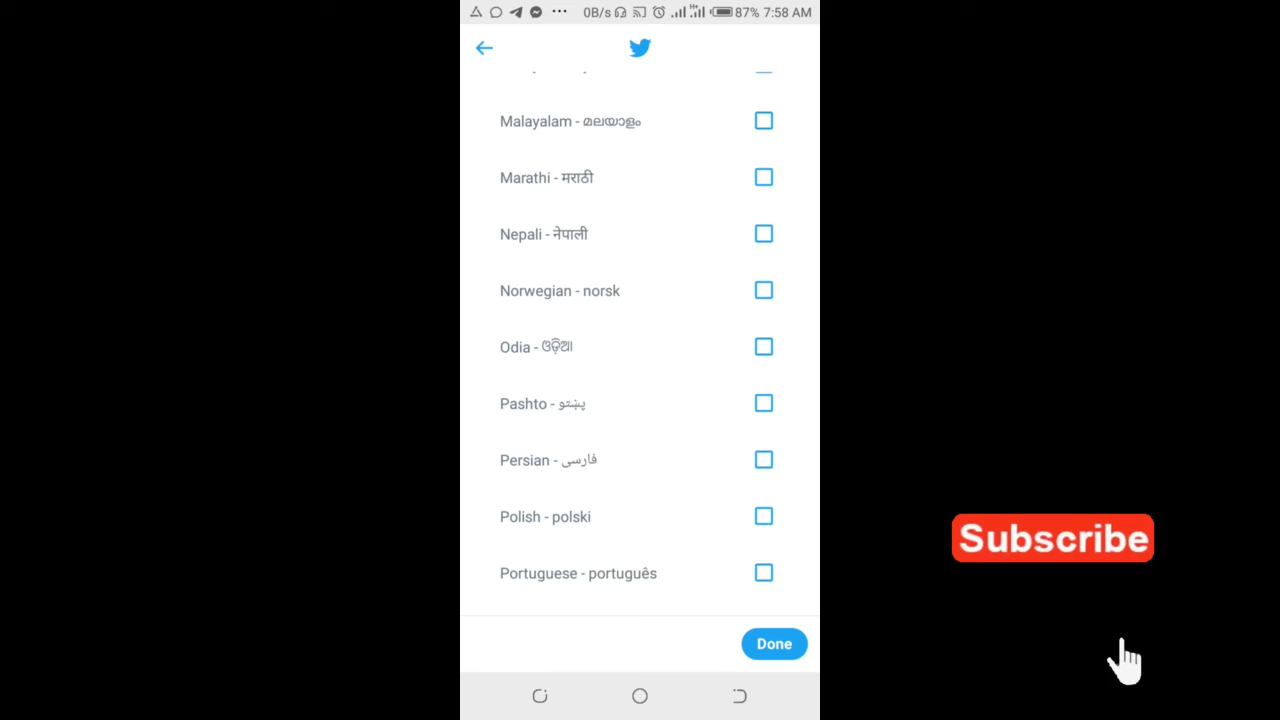 0B/s 87% 7:58 AM
Malayalam - മലയാളം
Marathi - मराठी
Nepali - नेपाली
Norwegian - norsk
Odia - ଓଡ଼ିଆ
Pashto - پښتو
Persian - فارسی
Polish - polski
Portuguese - português
Done
Subscribe